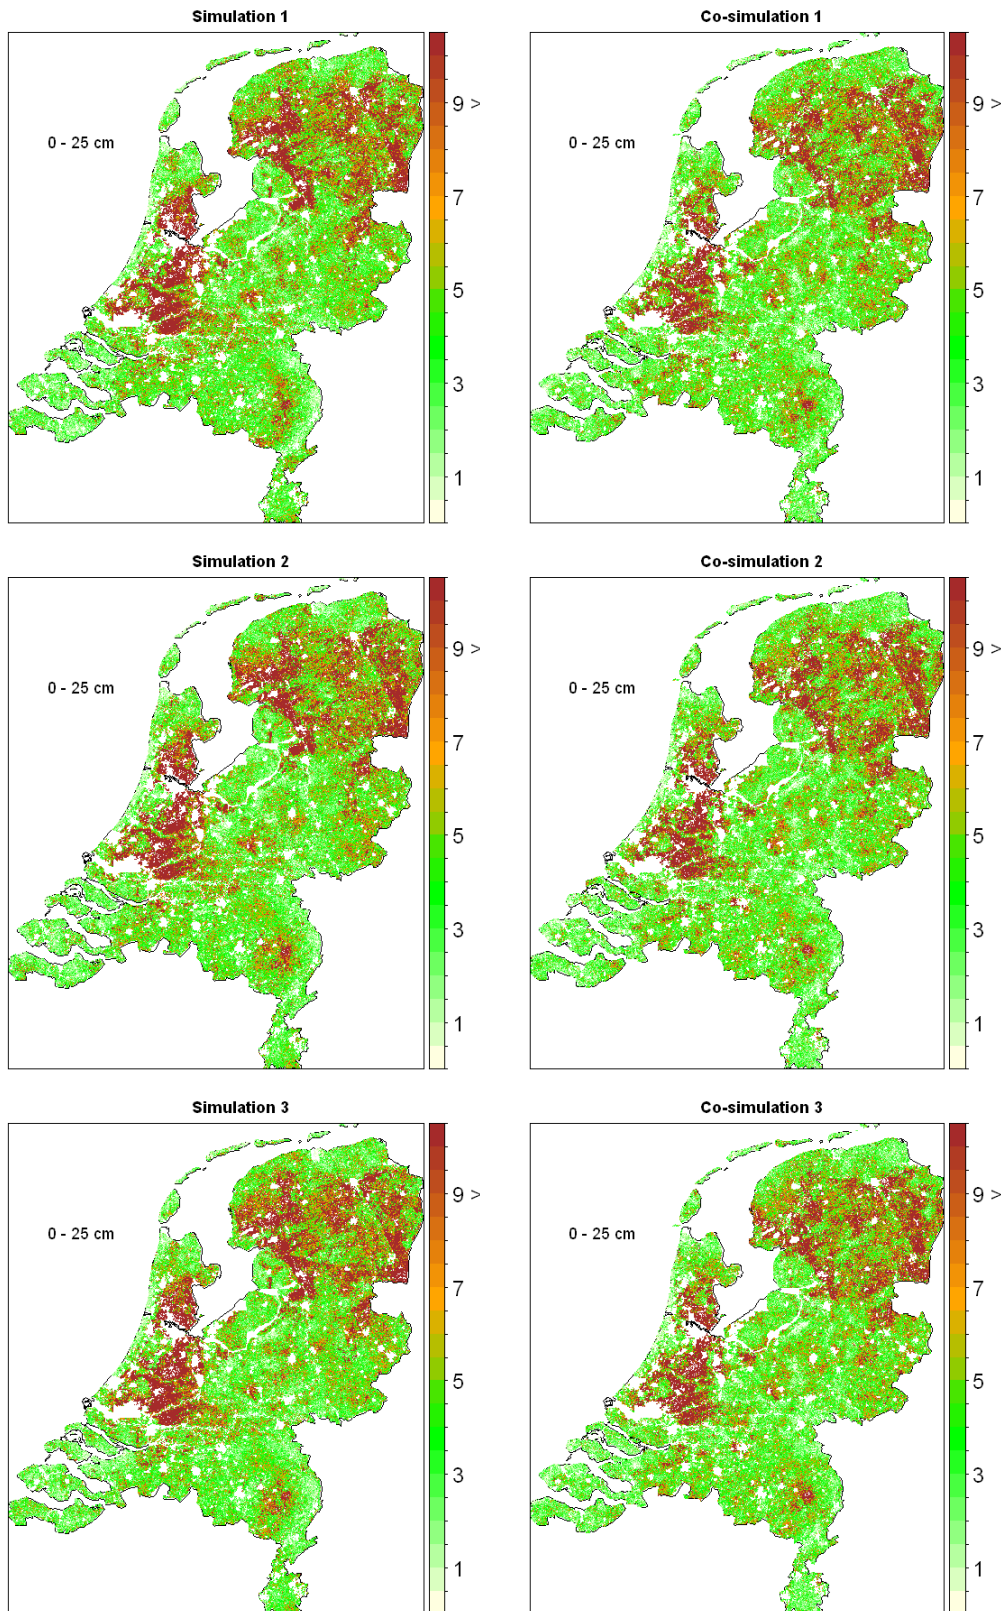 Simulation 1
Co-simulation 1
0 - 25 cm
9 >
7
5
3
1
0 - 25 cm
9 >
7
5
3
1
Simulation 2
Co-simulation 2
0 - 25 cm
9 >
7
5
3
1
0 - 25 cm
9 >
7
5
3
1
Simulation 3
Co-simulation 3
0 - 25 cm
9 >
7
5
3
1
0 - 25 cm
9 >
7
5
3
1